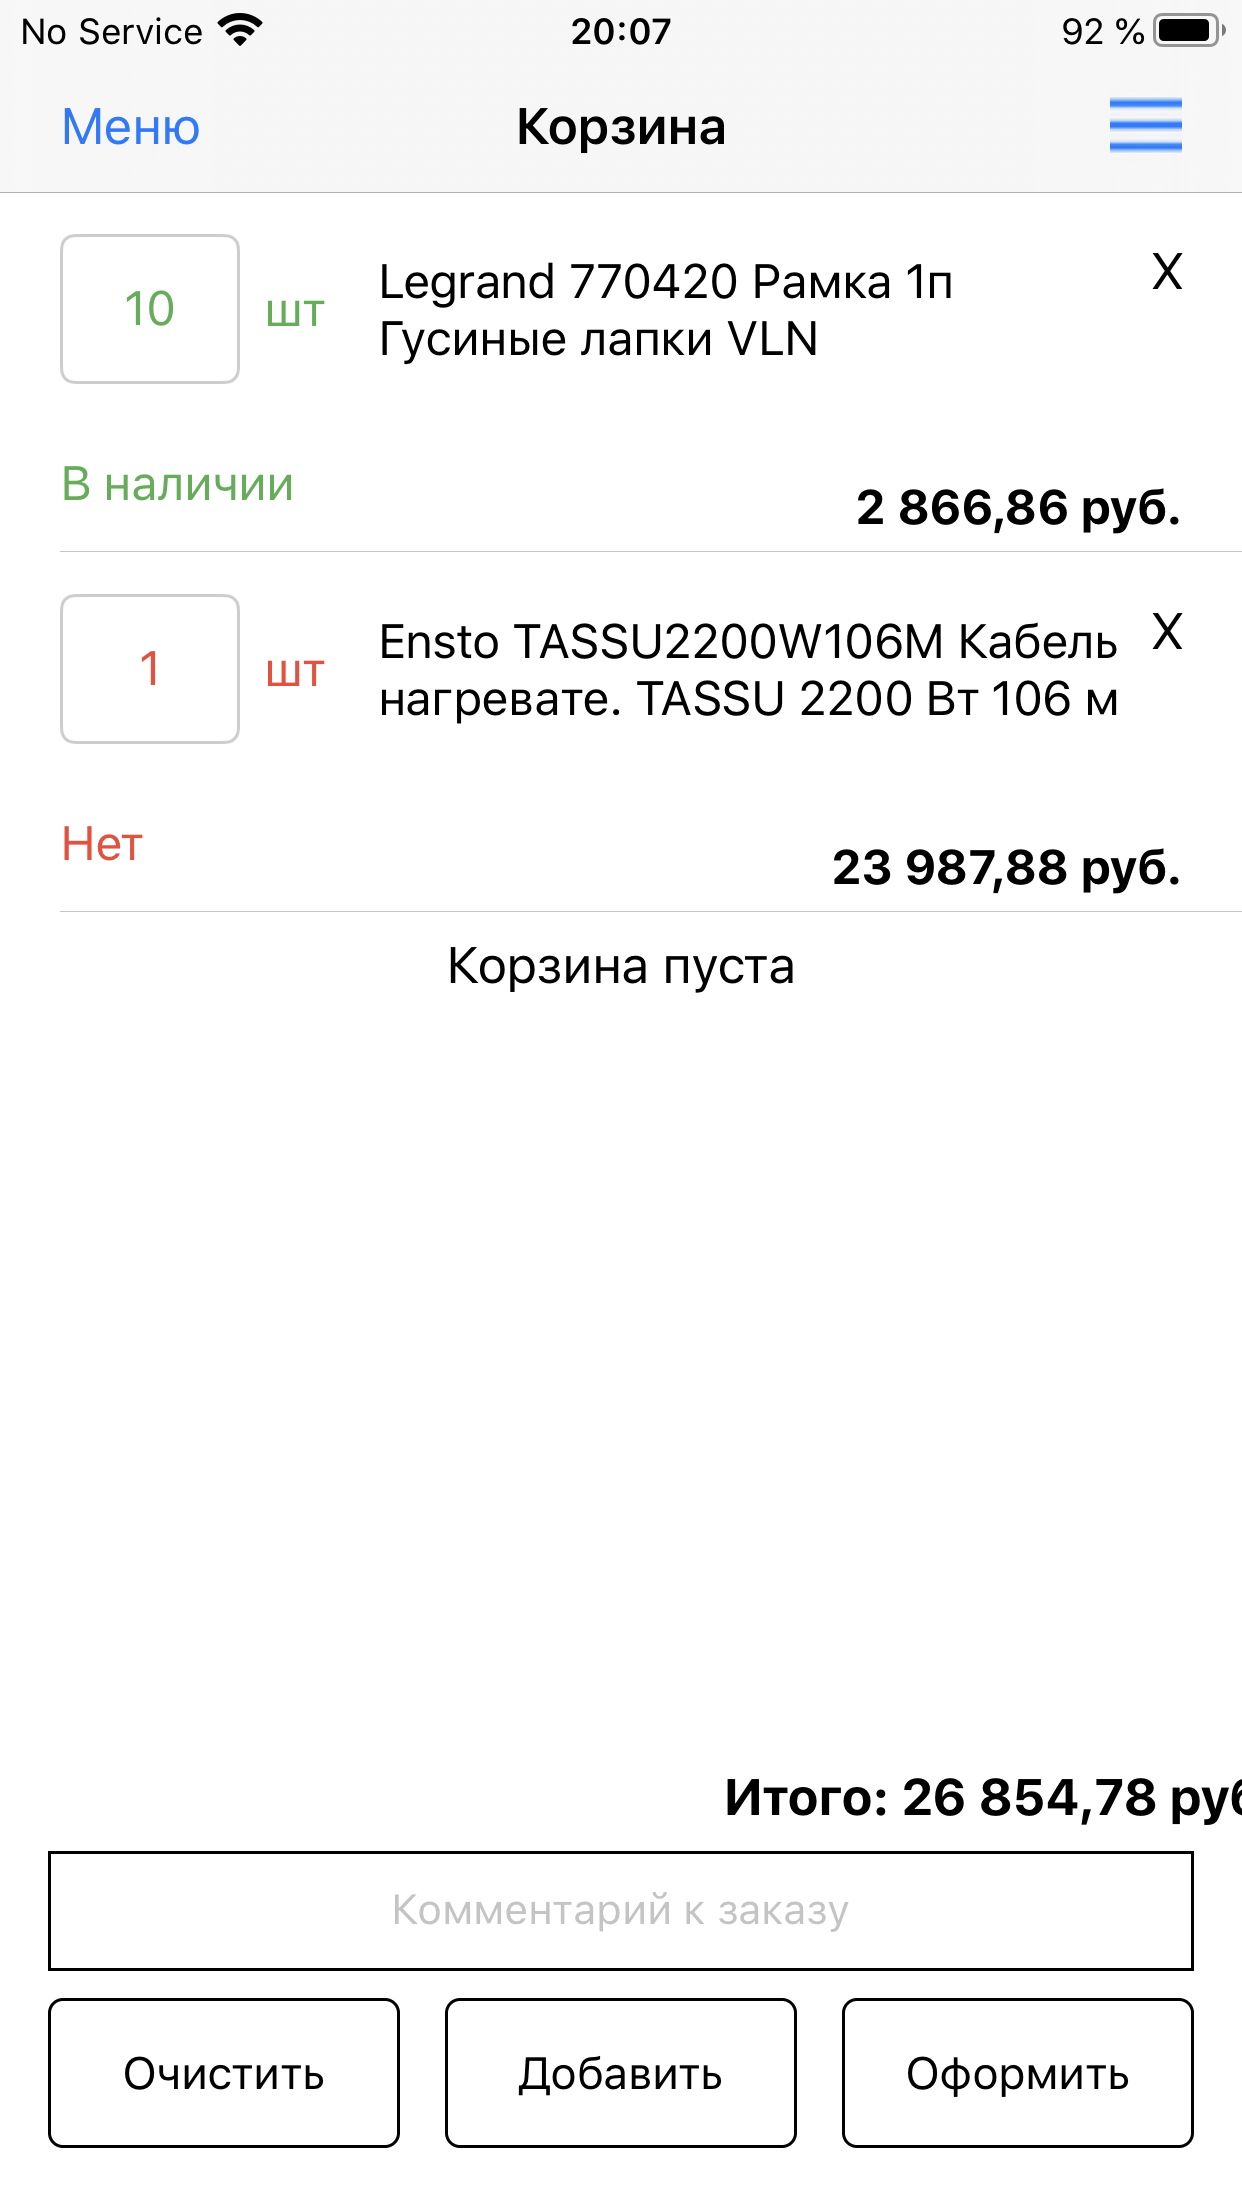 No Service 20:07 92 %
Меню Корзина
10 шт Legrand 770420 Рамка 1п X
Гусиные лапки VLN
В наличии
2 866,86 руб.
1 шт Ensto TASSU2200W106M Кабель X
нагревате. TASSU 2200 Вт 106 м
Нет
23 987,88 руб.
Корзина пуста
Итого: 26 854,78 руб
Комментарий к заказу
Очистить Добавить Оформить